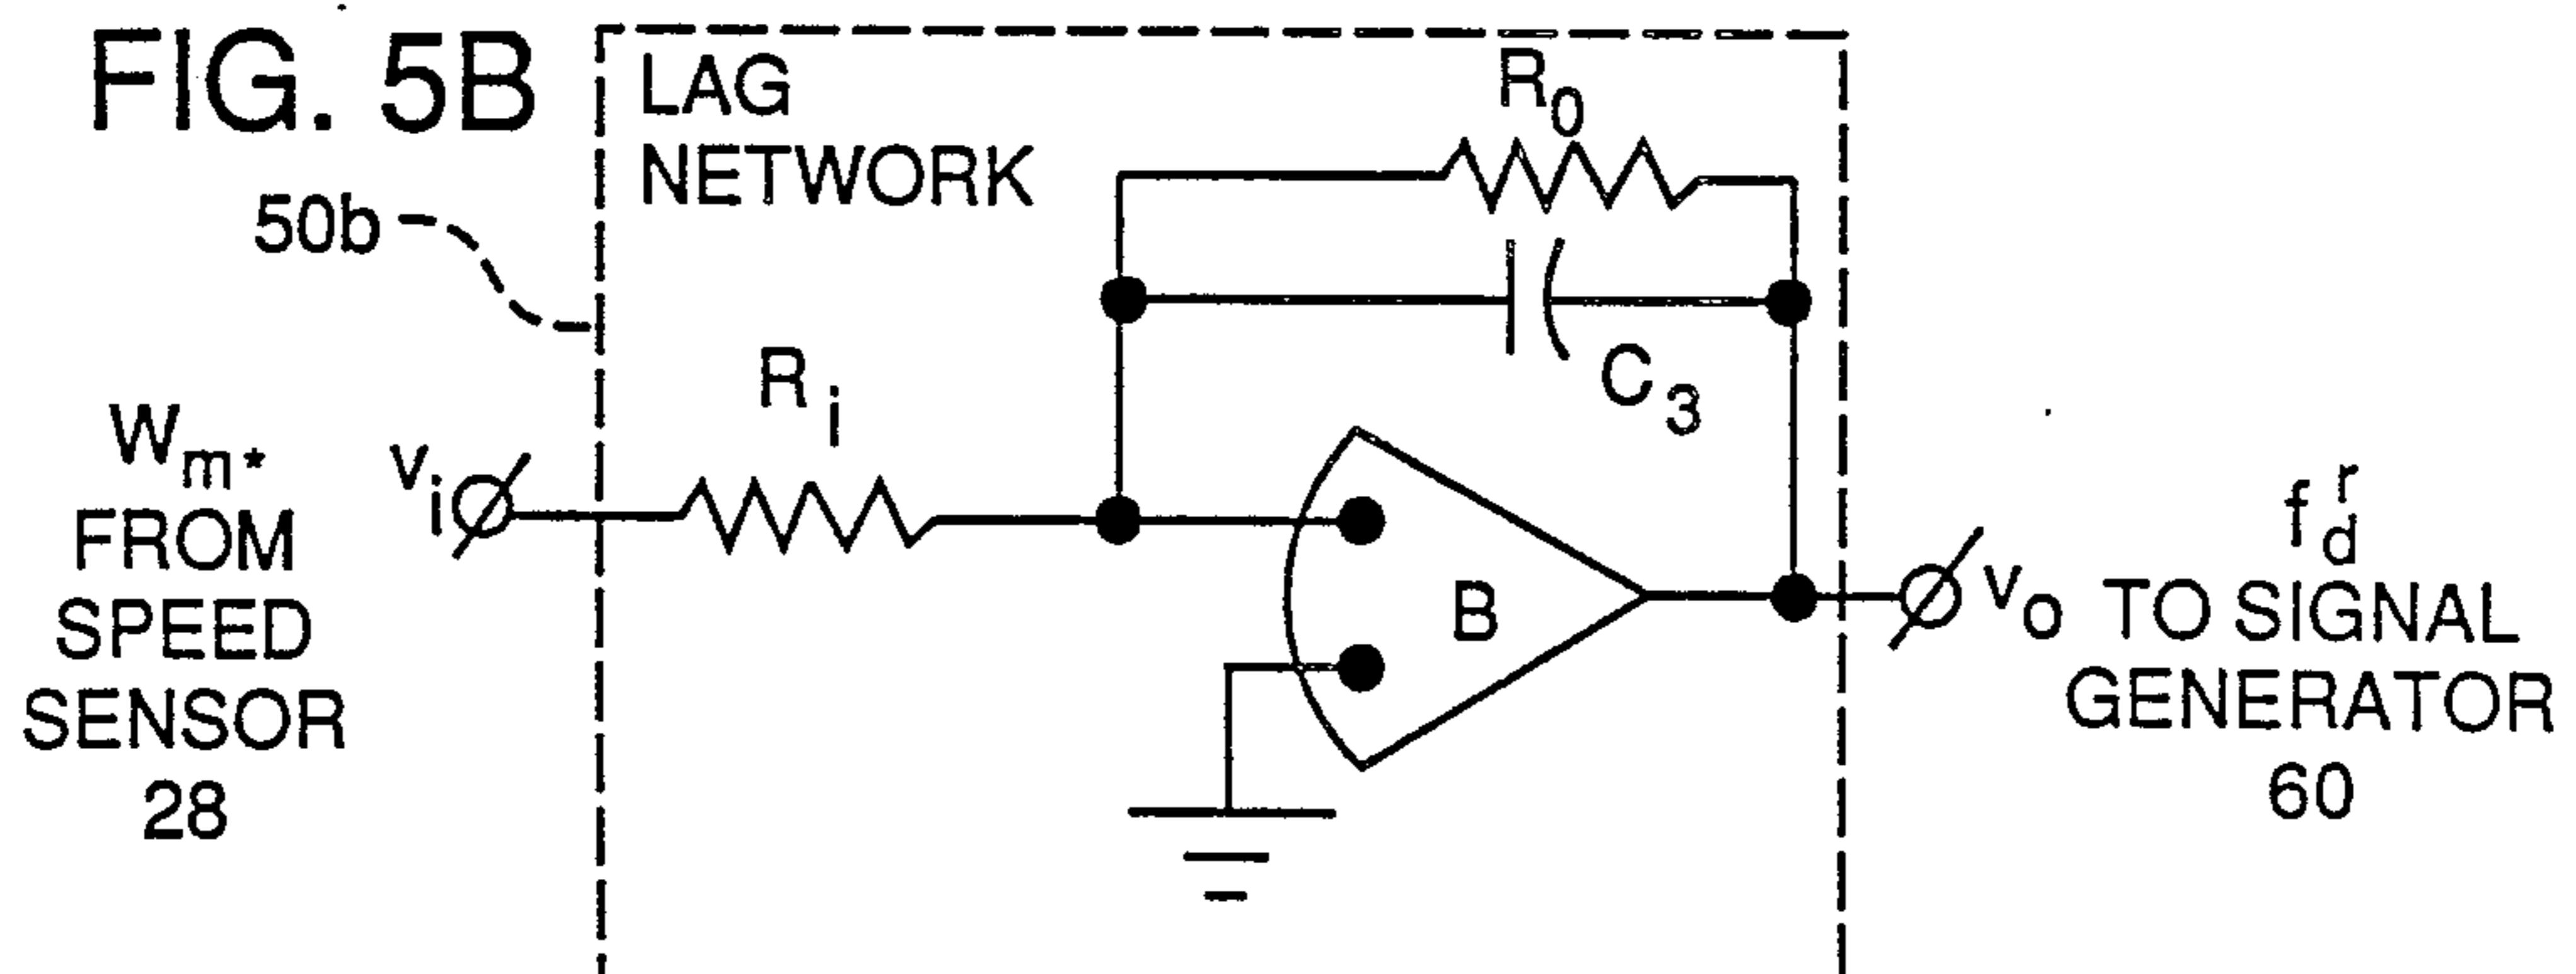 FIG. 5B
50b
LAG
NETWORK
R0
C3
Ri
B
Wm*
FROM
SPEED
SENSOR
28
vi
vo
fdr
TO SIGNAL
GENERATOR
60